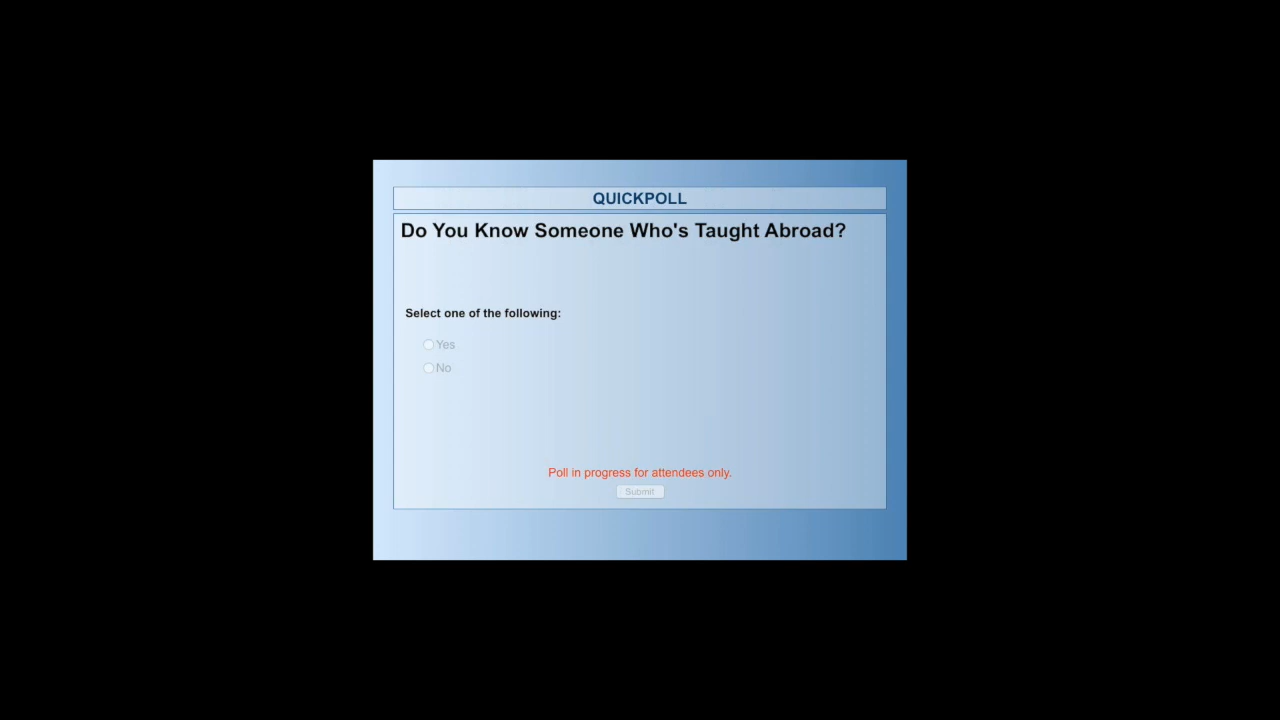 QUICKPOLL
Do You Know Someone Who's Taught Abroad?
Select one of the following:
Yes
No
Poll in progress for attendees only.
Submit